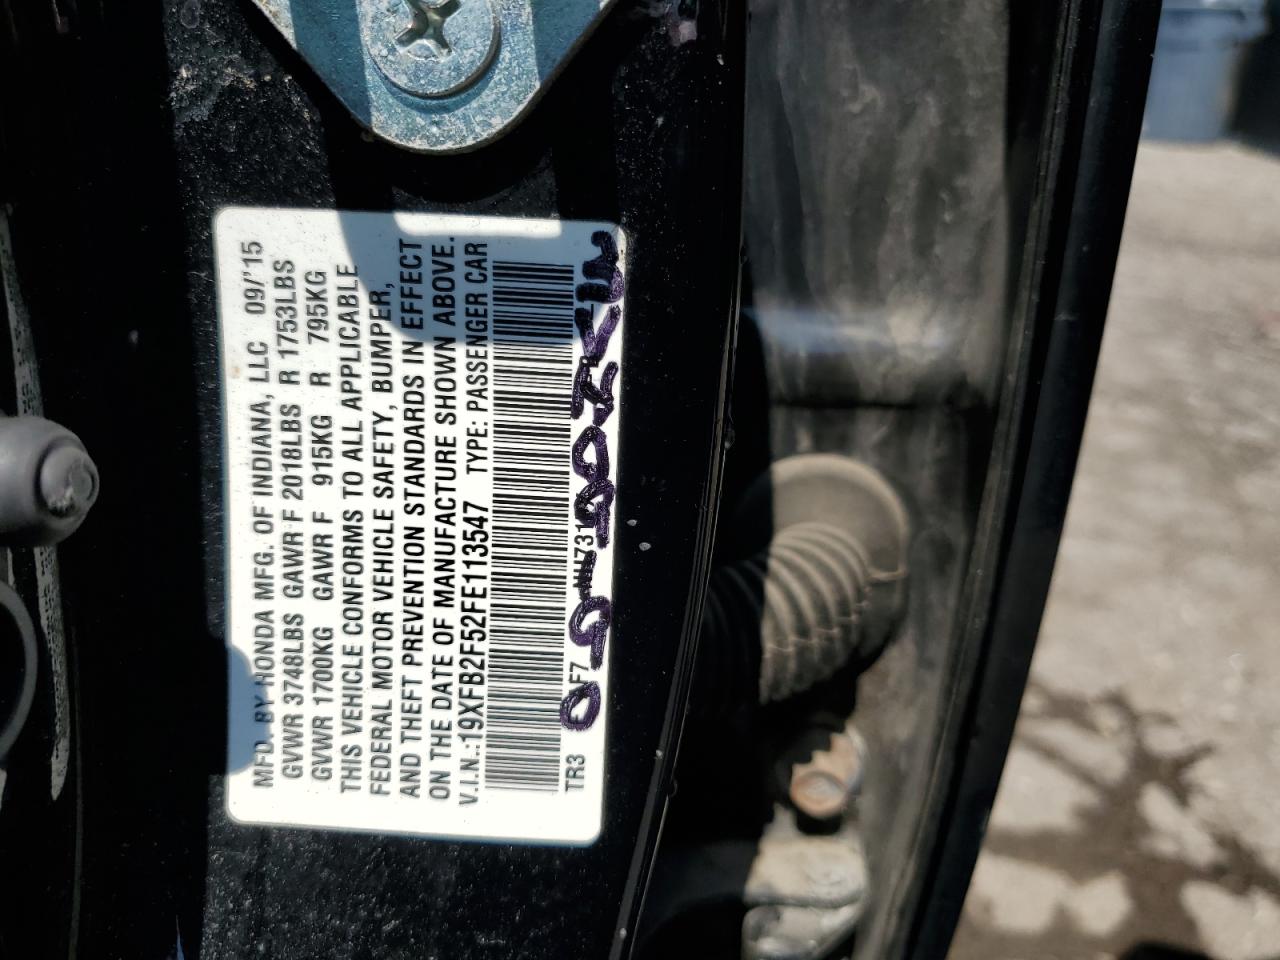 MFD. BY HONDA MFG. OF INDIANA, LLC 09/'15
GVWR 3748LBS GAWR F 2018LBS R 1753LBS
GVWR 1700KG GAWR F 915KG R 795KG
THIS VEHICLE CONFORMS TO ALL APPLICABLE
FEDERAL MOTOR VEHICLE SAFETY, BUMPER,
AND THEFT PREVENTION STANDARDS IN EFFECT
ON THE DATE OF MANUFACTURE SHOWN ABOVE.
V.I.N.:19XFB2F52FE113547 TYPE: PASSENGER CAR
TR3 F7